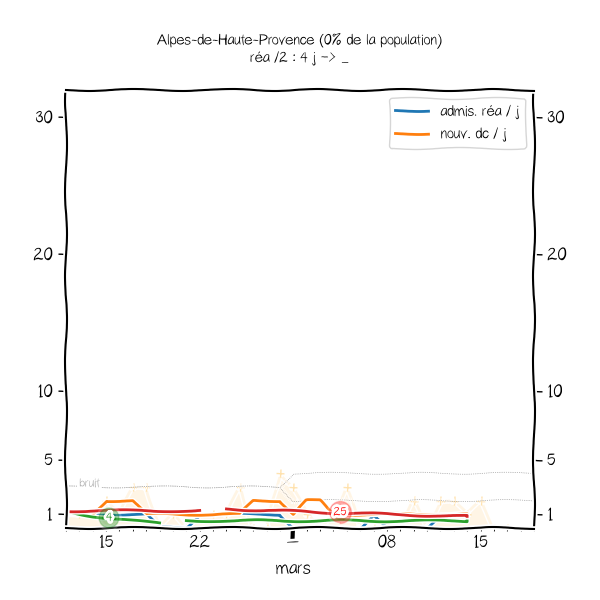 Alpes-de-Haute-Provence (0% de la population)
réa /2 : 4 j -> _
admis. réa / j
nouv. dc / j
30
30
20
20
10
10
5
5
bruit
1
1
4
25
15
22
1
08
15
mars